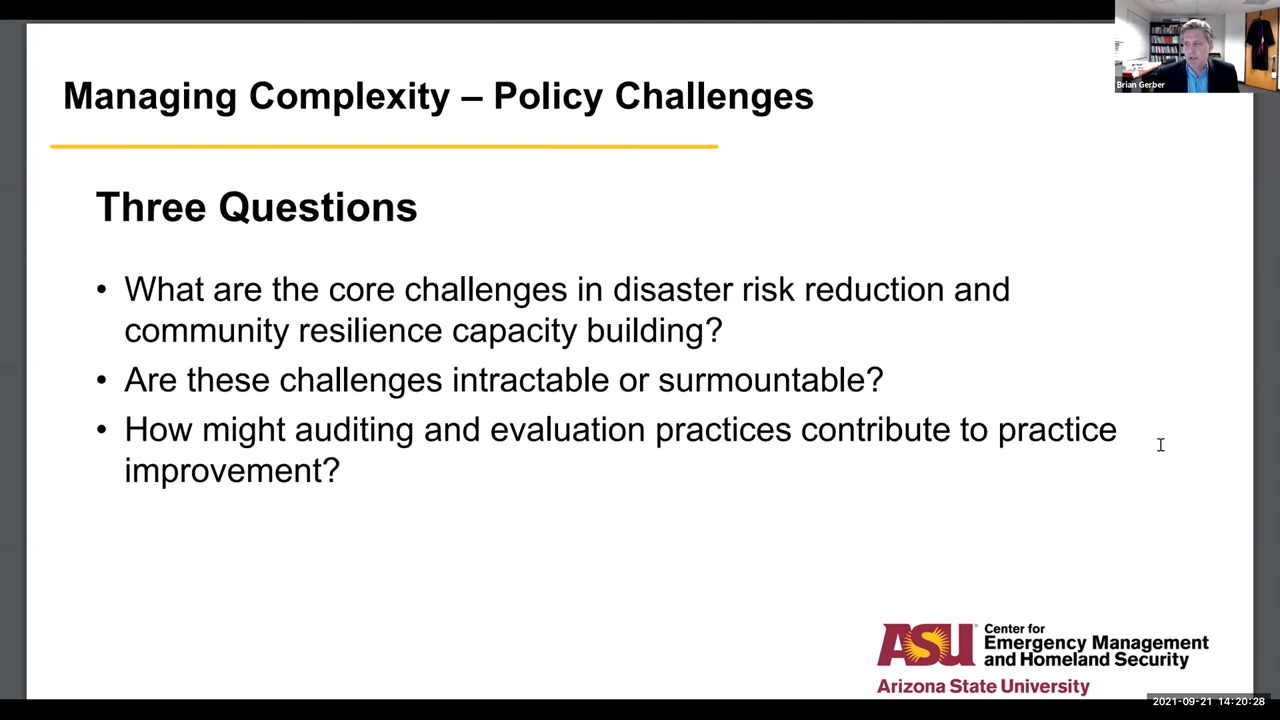 Managing Complexity – Policy Challenges
Brian Gerber
Three Questions
• What are the core challenges in disaster risk reduction and
community resilience capacity building?
• Are these challenges intractable or surmountable?
• How might auditing and evaluation practices contribute to practice
improvement?
ASU
Center for
Emergency Management
and Homeland Security
Arizona State University
2021-09-21 14:20:28